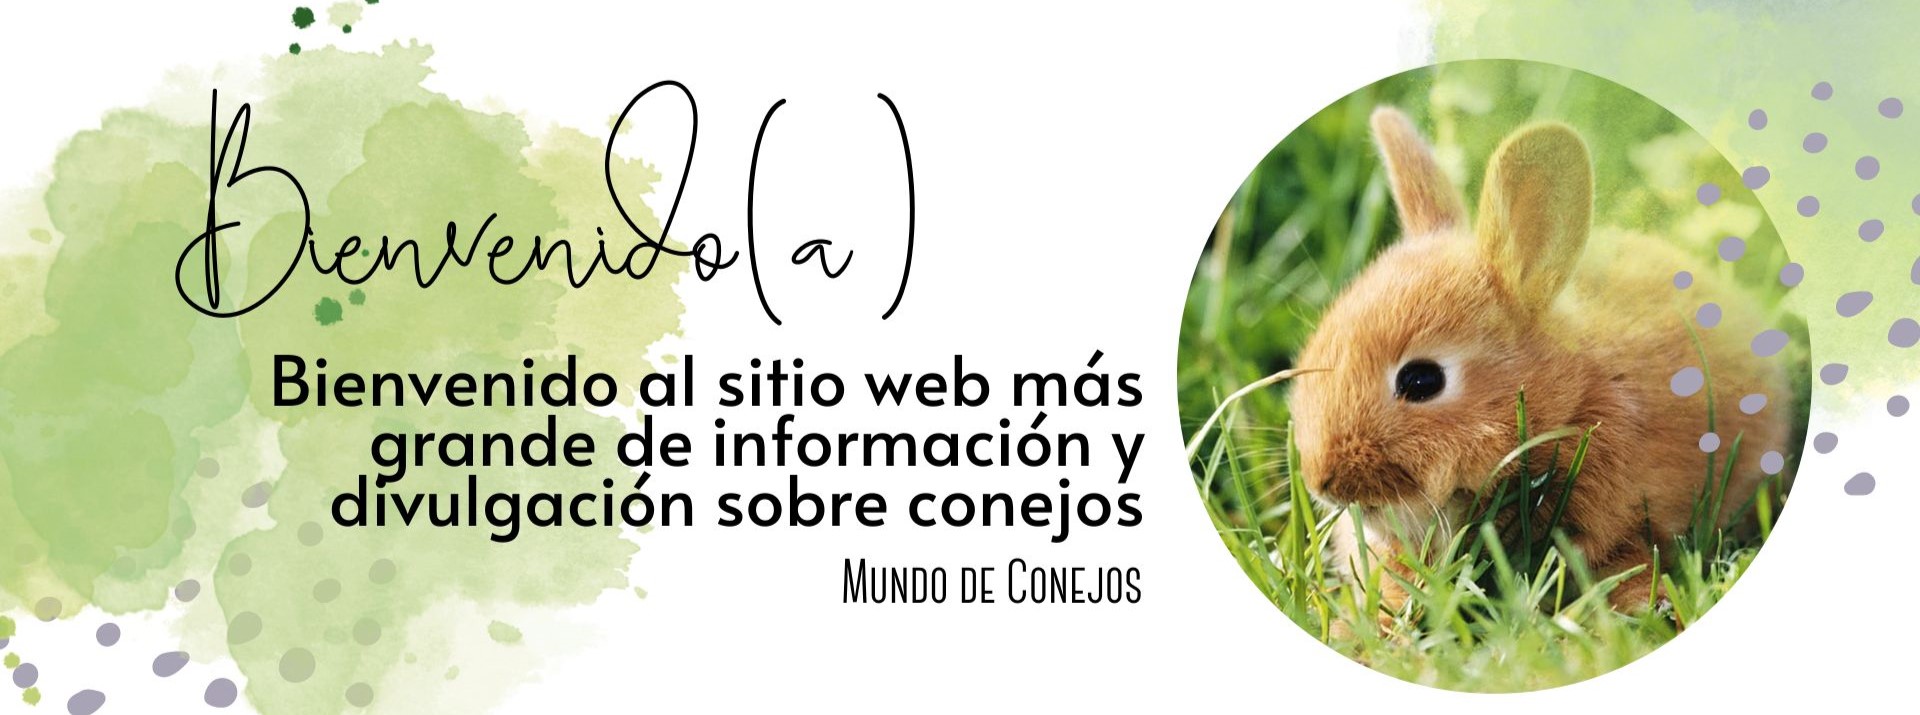 Bienvenido(a)
Bienvenido al sitio web más
grande de información y
divulgación sobre conejos
Mundo de Conejos